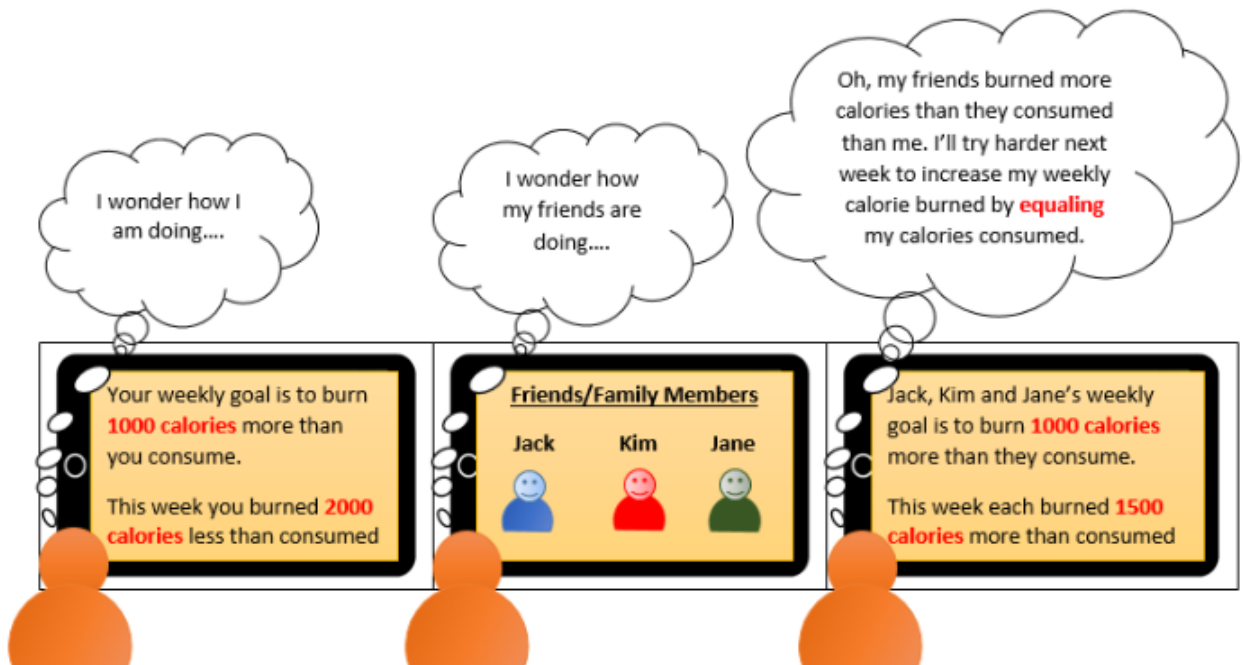 I wonder how I
am doing....
Your weekly goal is to burn
1000 calories more than
you consume.
This week you burned 2000
calories less than consumed
I wonder how
my friends are
doing....
Friends/Family Members
Jack Kim Jane
Oh, my friends burned more
calories than they consumed
than me. I'll try harder next
week to increase my weekly
calorie burned by equaling
my calories consumed.
Jack, Kim and Jane's weekly
goal is to burn 1000 calories
more than they consume.
This week each burned 1500
calories more than consumed